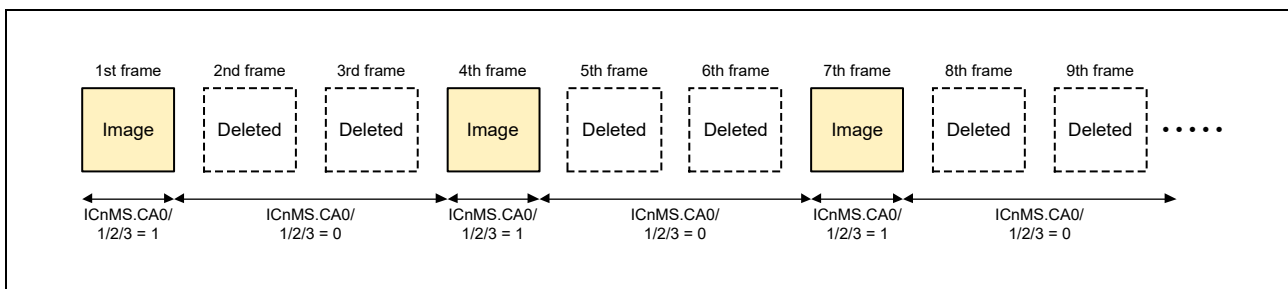 1st frame 2nd frame 3rd frame 4th frame 5th frame 6th frame 7th frame 8th frame 9th frame
Image Deleted Deleted Image Deleted Deleted Image Deleted Deleted • • • • •
ICnMS.CA0/ ICnMS.CA0/ ICnMS.CA0/ ICnMS.CA0/ ICnMS.CA0/ ICnMS.CA0/
1/2/3 = 1 1/2/3 = 0 1/2/3 = 1 1/2/3 = 0 1/2/3 = 1 1/2/3 = 0